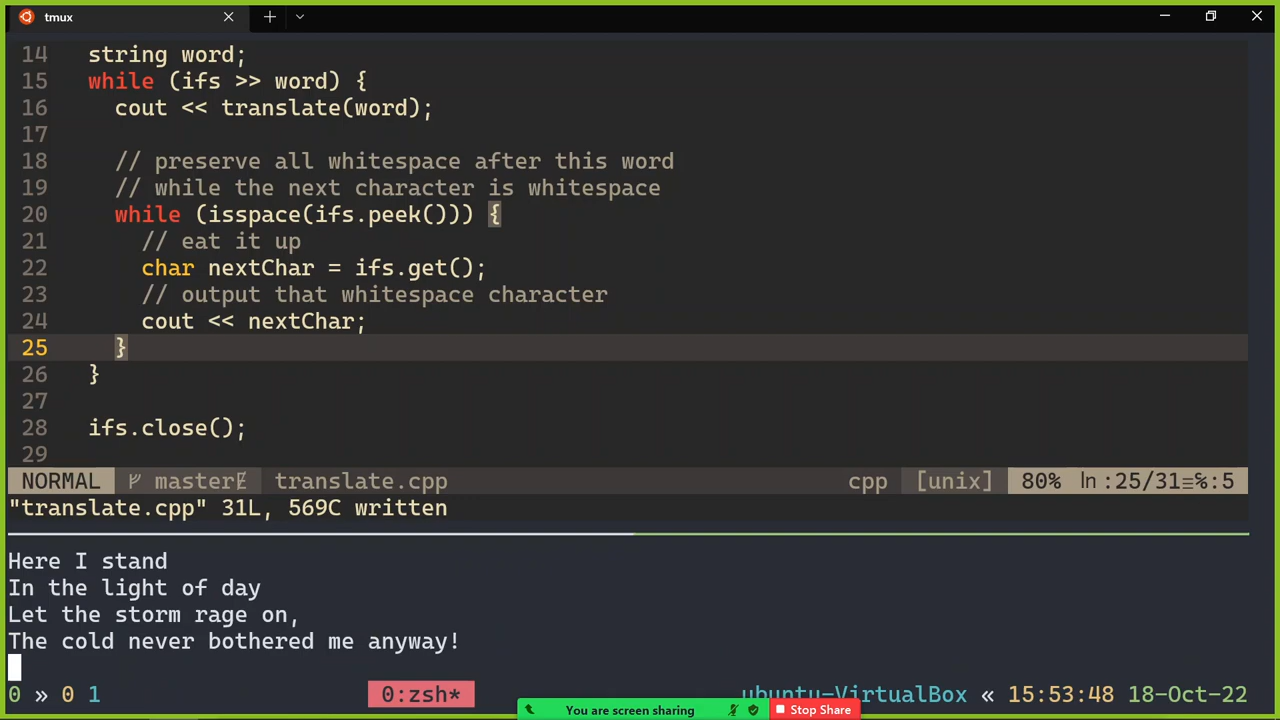 tmux
14 string word;
15 while (ifs >> word) {
16 cout << translate(word);
17
18 // preserve all whitespace after this word
19 // while the next character is whitespace
20 while (isspace(ifs.peek())) {
21 // eat it up
22 char nextChar = ifs.get();
23 // output that whitespace character
24 cout << nextChar;
25 }
26 }
27
28 ifs.close();
29
NORMAL master translate.cpp cpp [unix] 80% ln :25/31≡%:5
"translate.cpp" 31L, 569C written
Here I stand
In the light of day
Let the storm rage on,
The cold never bothered me anyway!
0 » 0 1 0:zsh* ubuntu-VirtualBox « 15:53:48 18-Oct-22
You are screen sharing Stop Share